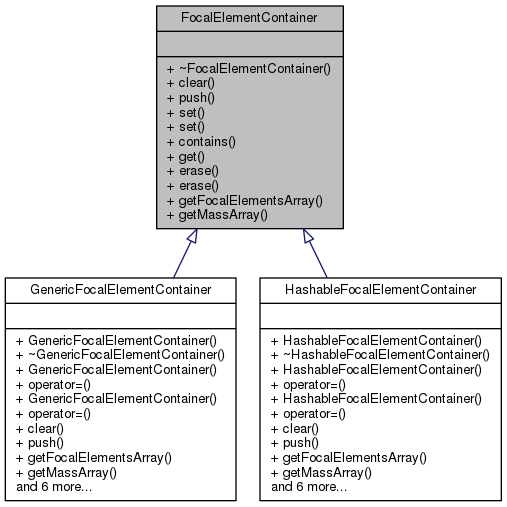 FocalElementContainer
+ ~FocalElementContainer()
+ clear()
+ push()
+ set()
+ set()
+ contains()
+ get()
+ erase()
+ erase()
+ getFocalElementsArray()
+ getMassArray()
GenericFocalElementContainer
+ GenericFocalElementContainer()
+ ~GenericFocalElementContainer()
+ GenericFocalElementContainer()
+ operator=()
+ GenericFocalElementContainer()
+ operator=()
+ clear()
+ push()
+ getFocalElementsArray()
+ getMassArray()
and 6 more...
HashableFocalElementContainer
+ HashableFocalElementContainer()
+ ~HashableFocalElementContainer()
+ HashableFocalElementContainer()
+ operator=()
+ HashableFocalElementContainer()
+ operator=()
+ clear()
+ push()
+ getFocalElementsArray()
+ getMassArray()
and 6 more...